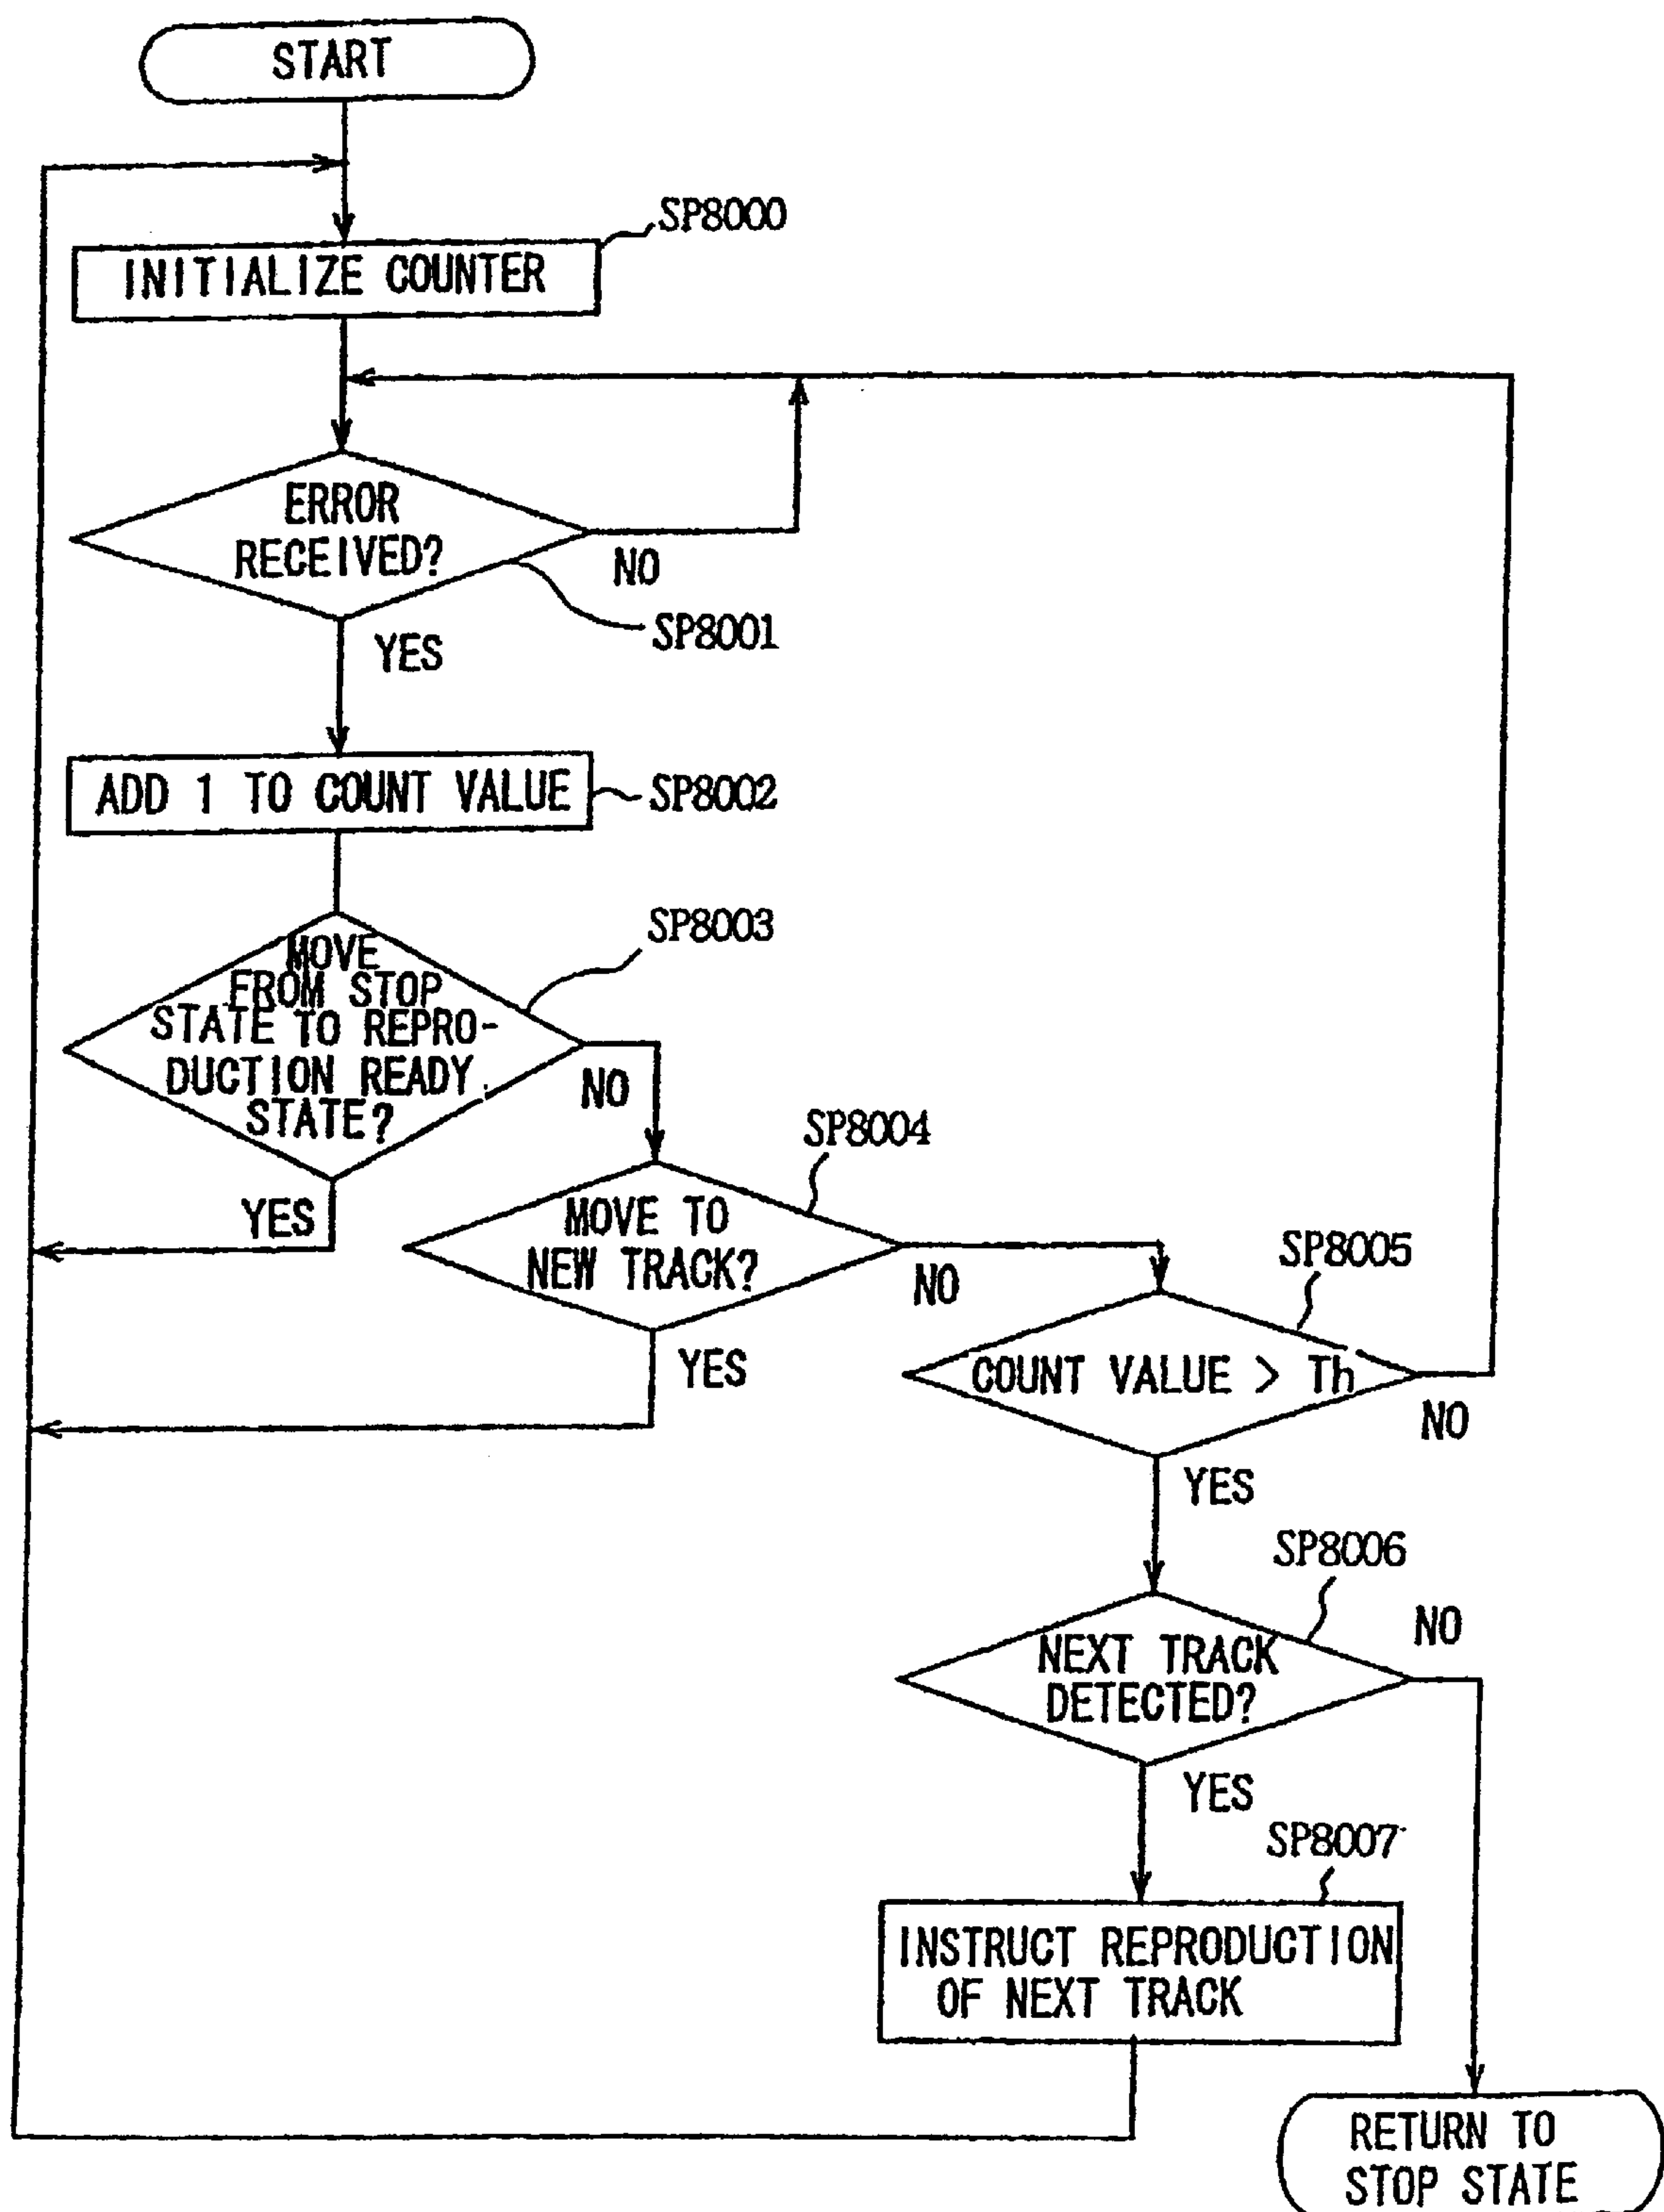 START
SP8000
INITIALIZE COUNTER
ERROR
RECEIVED?
NO
SP8001
YES
ADD 1 TO COUNT VALUE
SP8002
SP8003
MOVE
FROM STOP
STATE TO REPRO-
DUCTION READY
STATE?
NO
YES
SP8004
MOVE TO
NEW TRACK?
NO
YES
SP8005
COUNT VALUE > Th
NO
YES
SP8006
NEXT TRACK
DETECTED?
NO
YES
SP8007
INSTRUCT REPRODUCTION
OF NEXT TRACK
RETURN TO
STOP STATE